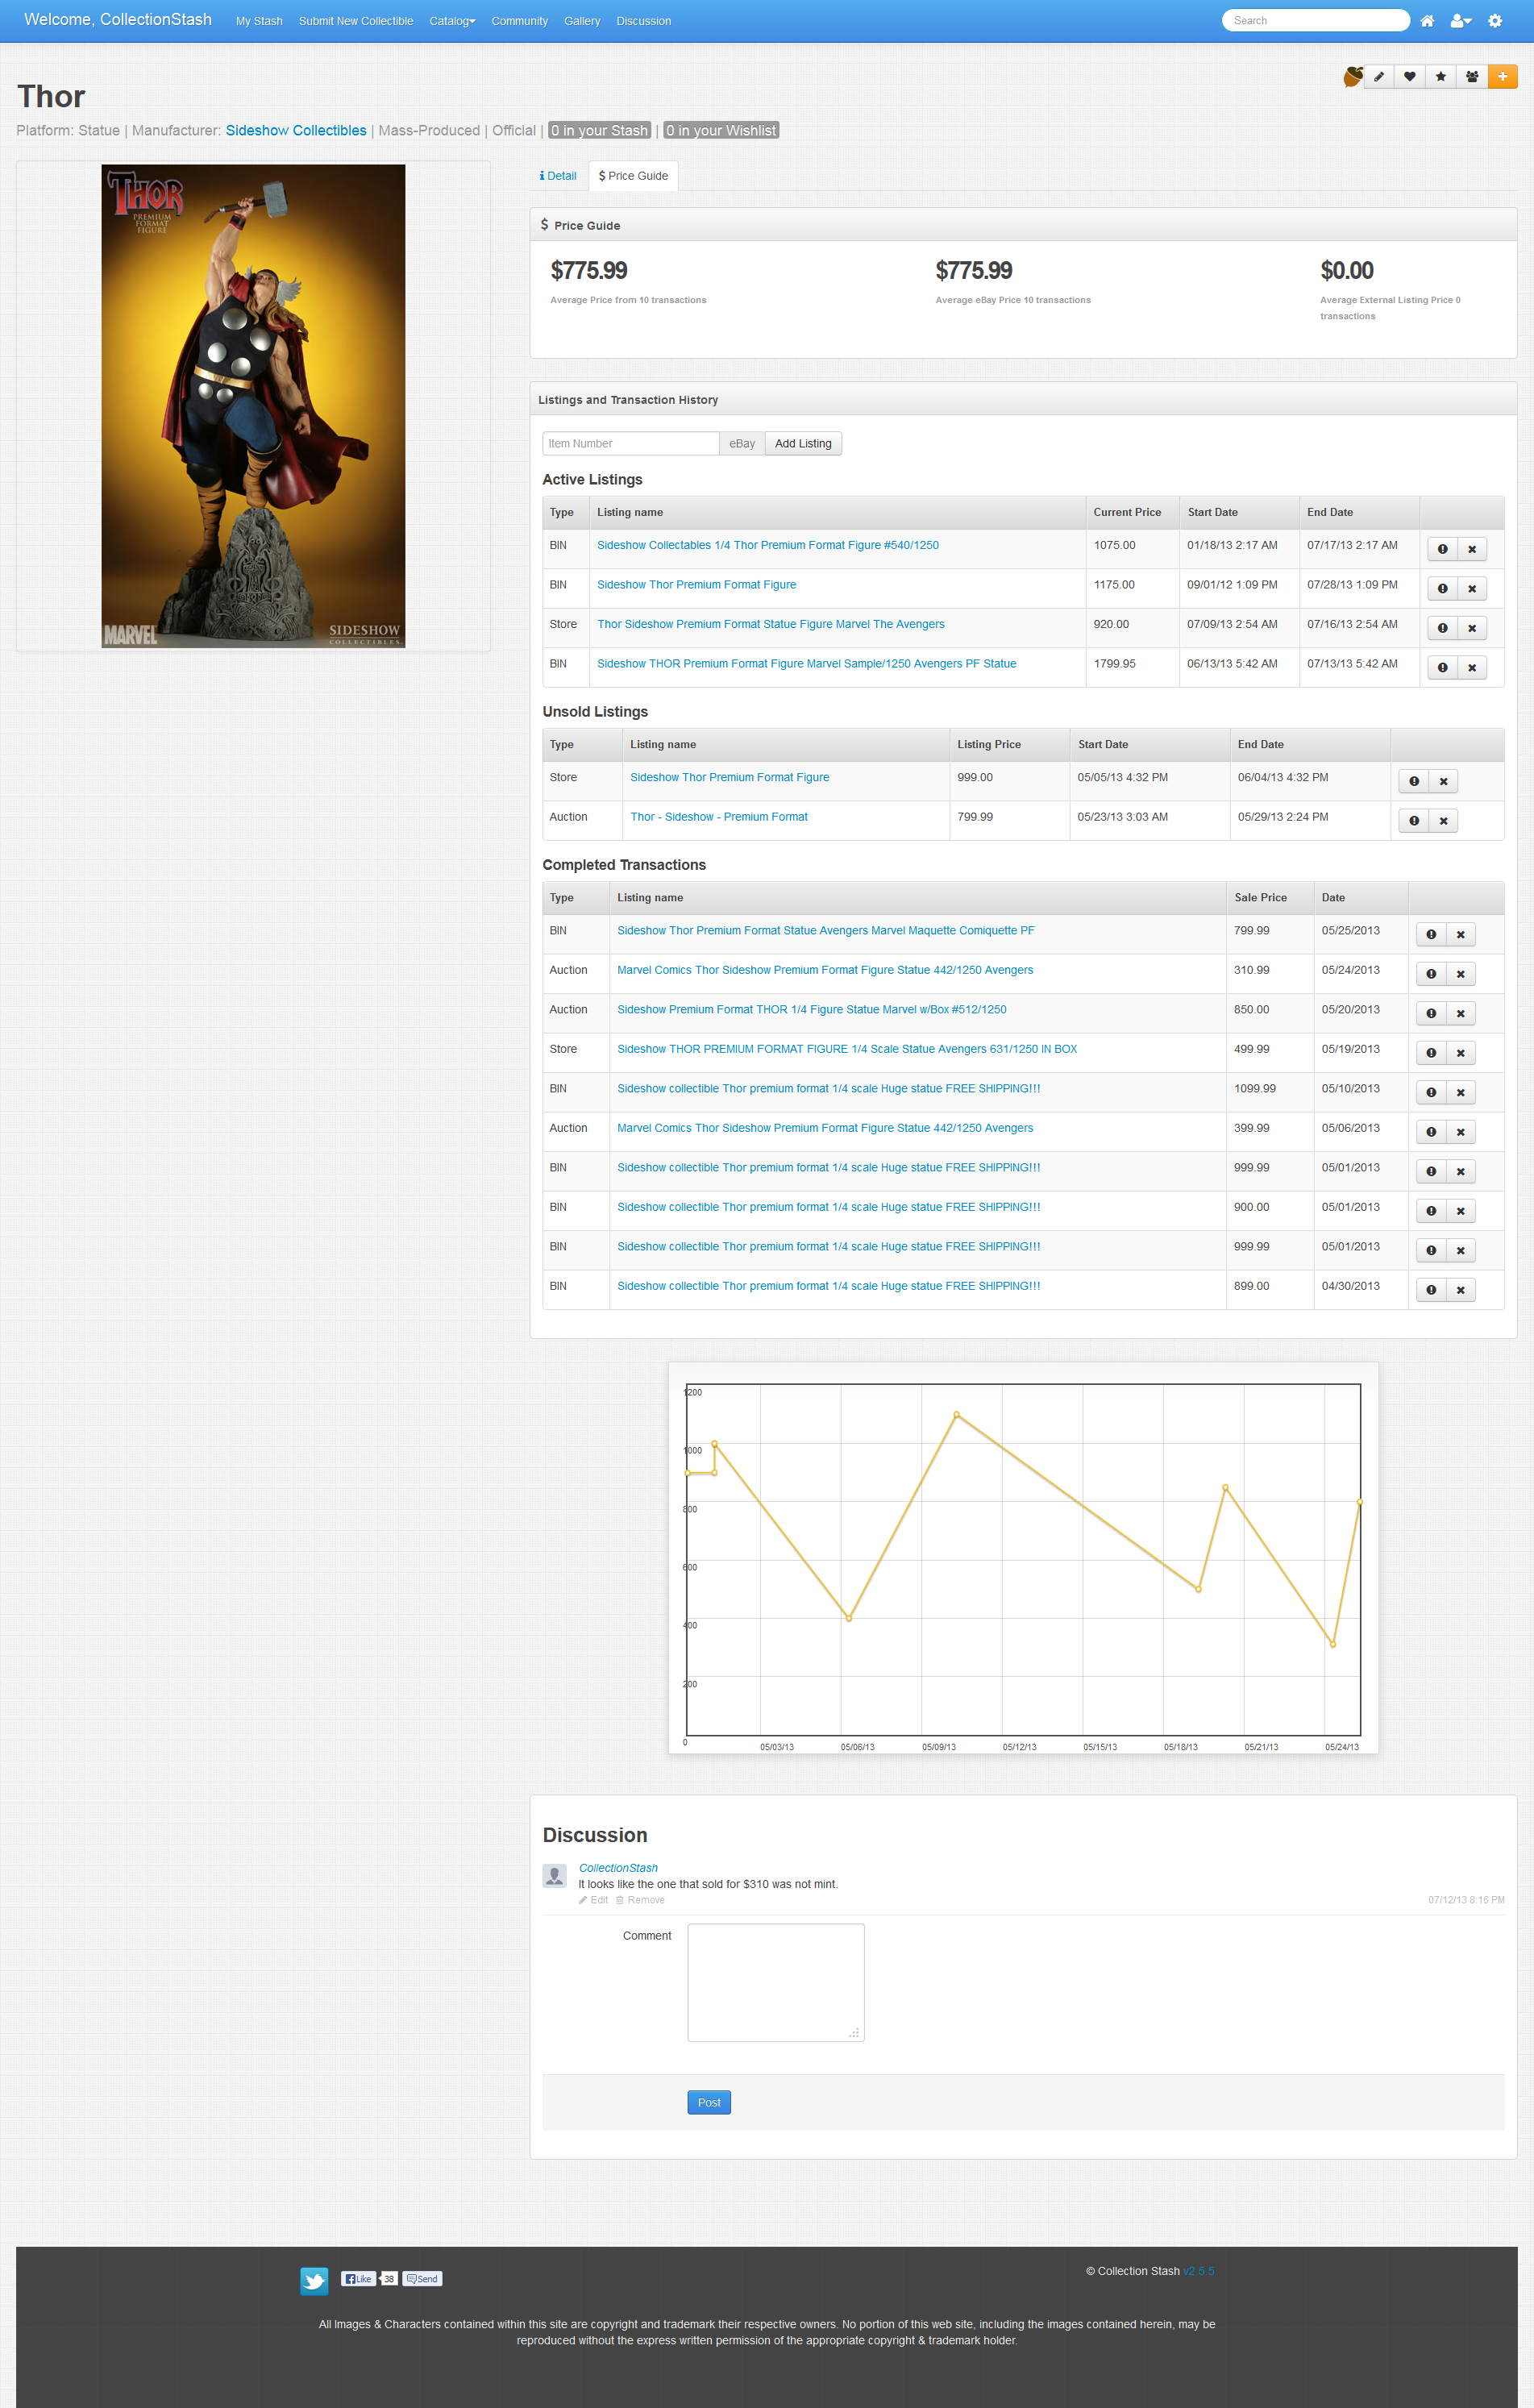 Welcome, CollectionStash My Stash Submit New Collectible Catalog Community Gallery Discussion Search
Thor
Platform: Statue | Manufacturer: Sideshow Collectibles | Mass-Produced | Official | 0 in your Stash | 0 in your Wishlist
THOR
PREMIUM
FORMAT
FIGURE
MARVEL
SIDESHOW
COLLECTIBLES
Detail $ Price Guide
$ Price Guide
$775.99 $775.99 $0.00
Average Price from 10 transactions Average eBay Price 10 transactions Average External Listing Price 0
transactions
Listings and Transaction History
Item Number eBay Add Listing
Active Listings
Type Listing name Current Price Start Date End Date
BIN Sideshow Collectables 1/4 Thor Premium Format Figure #540/1250 1075.00 01/18/13 2:17 AM 07/17/13 2:17 AM
BIN Sideshow Thor Premium Format Figure 1175.00 09/01/12 1:09 PM 07/28/13 1:09 PM
Store Thor Sideshow Premium Format Statue Figure Marvel The Avengers 920.00 07/09/13 2:54 AM 07/16/13 2:54 AM
BIN Sideshow THOR Premium Format Figure Marvel Sample/1250 Avengers PF Statue 1799.95 06/13/13 5:42 AM 07/13/13 5:42 AM
Unsold Listings
Type Listing name Listing Price Start Date End Date
Store Sideshow Thor Premium Format Figure 999.00 05/05/13 4:32 PM 06/04/13 4:32 PM
Auction Thor - Sideshow - Premium Format 799.99 05/23/13 3:03 AM 05/29/13 2:24 PM
Completed Transactions
Type Listing name Sale Price Date
BIN Sideshow Thor Premium Format Statue Avengers Marvel Maquette Comiquette PF 799.99 05/25/2013
Auction Marvel Comics Thor Sideshow Premium Format Figure Statue 442/1250 Avengers 310.99 05/24/2013
Auction Sideshow Premium Format THOR 1/4 Figure Statue Marvel w/Box #512/1250 850.00 05/20/2013
Store Sideshow THOR PREMIUM FORMAT FIGURE 1/4 Scale Statue Avengers 631/1250 IN BOX 499.99 05/19/2013
BIN Sideshow collectible Thor premium format 1/4 scale Huge statue FREE SHIPPING!!! 1099.99 05/10/2013
Auction Marvel Comics Thor Sideshow Premium Format Figure Statue 442/1250 Avengers 399.99 05/06/2013
BIN Sideshow collectible Thor premium format 1/4 scale Huge statue FREE SHIPPING!!! 999.99 05/01/2013
BIN Sideshow collectible Thor premium format 1/4 scale Huge statue FREE SHIPPING!!! 900.00 05/01/2013
BIN Sideshow collectible Thor premium format 1/4 scale Huge statue FREE SHIPPING!!! 999.99 05/01/2013
BIN Sideshow collectible Thor premium format 1/4 scale Huge statue FREE SHIPPING!!! 899.00 04/30/2013
1200
1000
800
600
400
200
0
05/03/13 05/06/13 05/09/13 05/12/13 05/15/13 05/18/13 05/21/13 05/24/13
Discussion
CollectionStash
It looks like the one that sold for $310 was not mint.
Edit Remove 07/12/13 8:16 PM
Comment
Post
Like 38 Send © Collection Stash v2.5.5
All Images & Characters contained within this site are copyright and trademark their respective owners. No portion of this web site, including the images contained herein, may be
reproduced without the express written permission of the appropriate copyright & trademark holder.